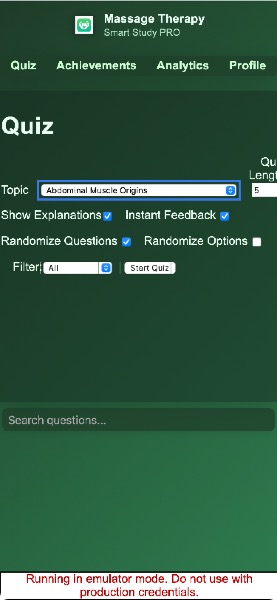 Massage Therapy
Smart Study PRO
Quiz Achievements Analytics Profile
Quiz
Qu
Lengt
Topic Abdominal Muscle Origins 5
Show Explanations Instant Feedback
Randomize Questions Randomize Options
Filter: All Start Quiz
Search questions...
Running in emulator mode. Do not use with
production credentials.